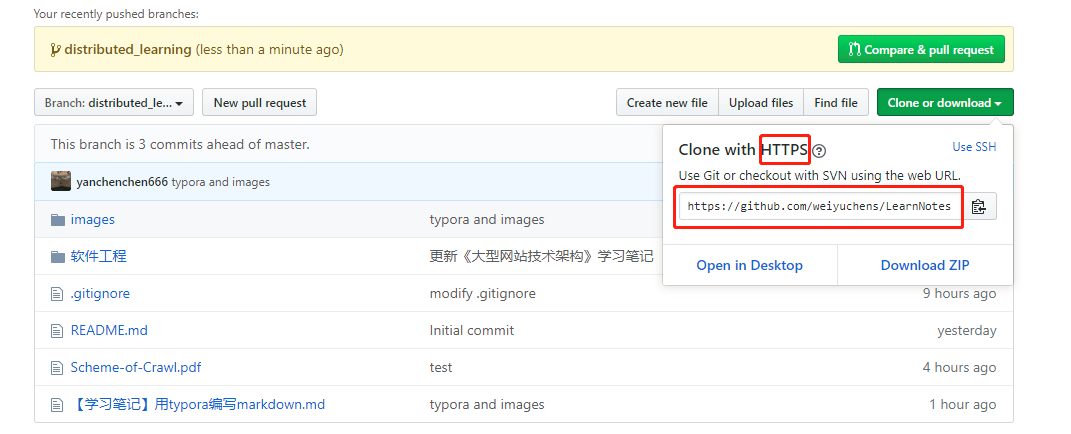 Your recently pushed branches:
distributed_learning (less than a minute ago)
Compare & pull request
Branch: distributed_le...
New pull request
Create new file
Upload files
Find file
Clone or download
This branch is 3 commits ahead of master.
Clone with HTTPS
Use SSH
Use Git or checkout with SVN using the web URL.
https://github.com/weiyuchens/LearnNotes
Open in Desktop
Download ZIP
yanchenchen666 typora and images
images typora and images
软件工程 更新《大型网站技术架构》学习笔记
.gitignore modify .gitignore 9 hours ago
README.md Initial commit yesterday
Scheme-of-Crawl.pdf test 4 hours ago
【学习笔记】用typora编写markdown.md typora and images 1 hour ago